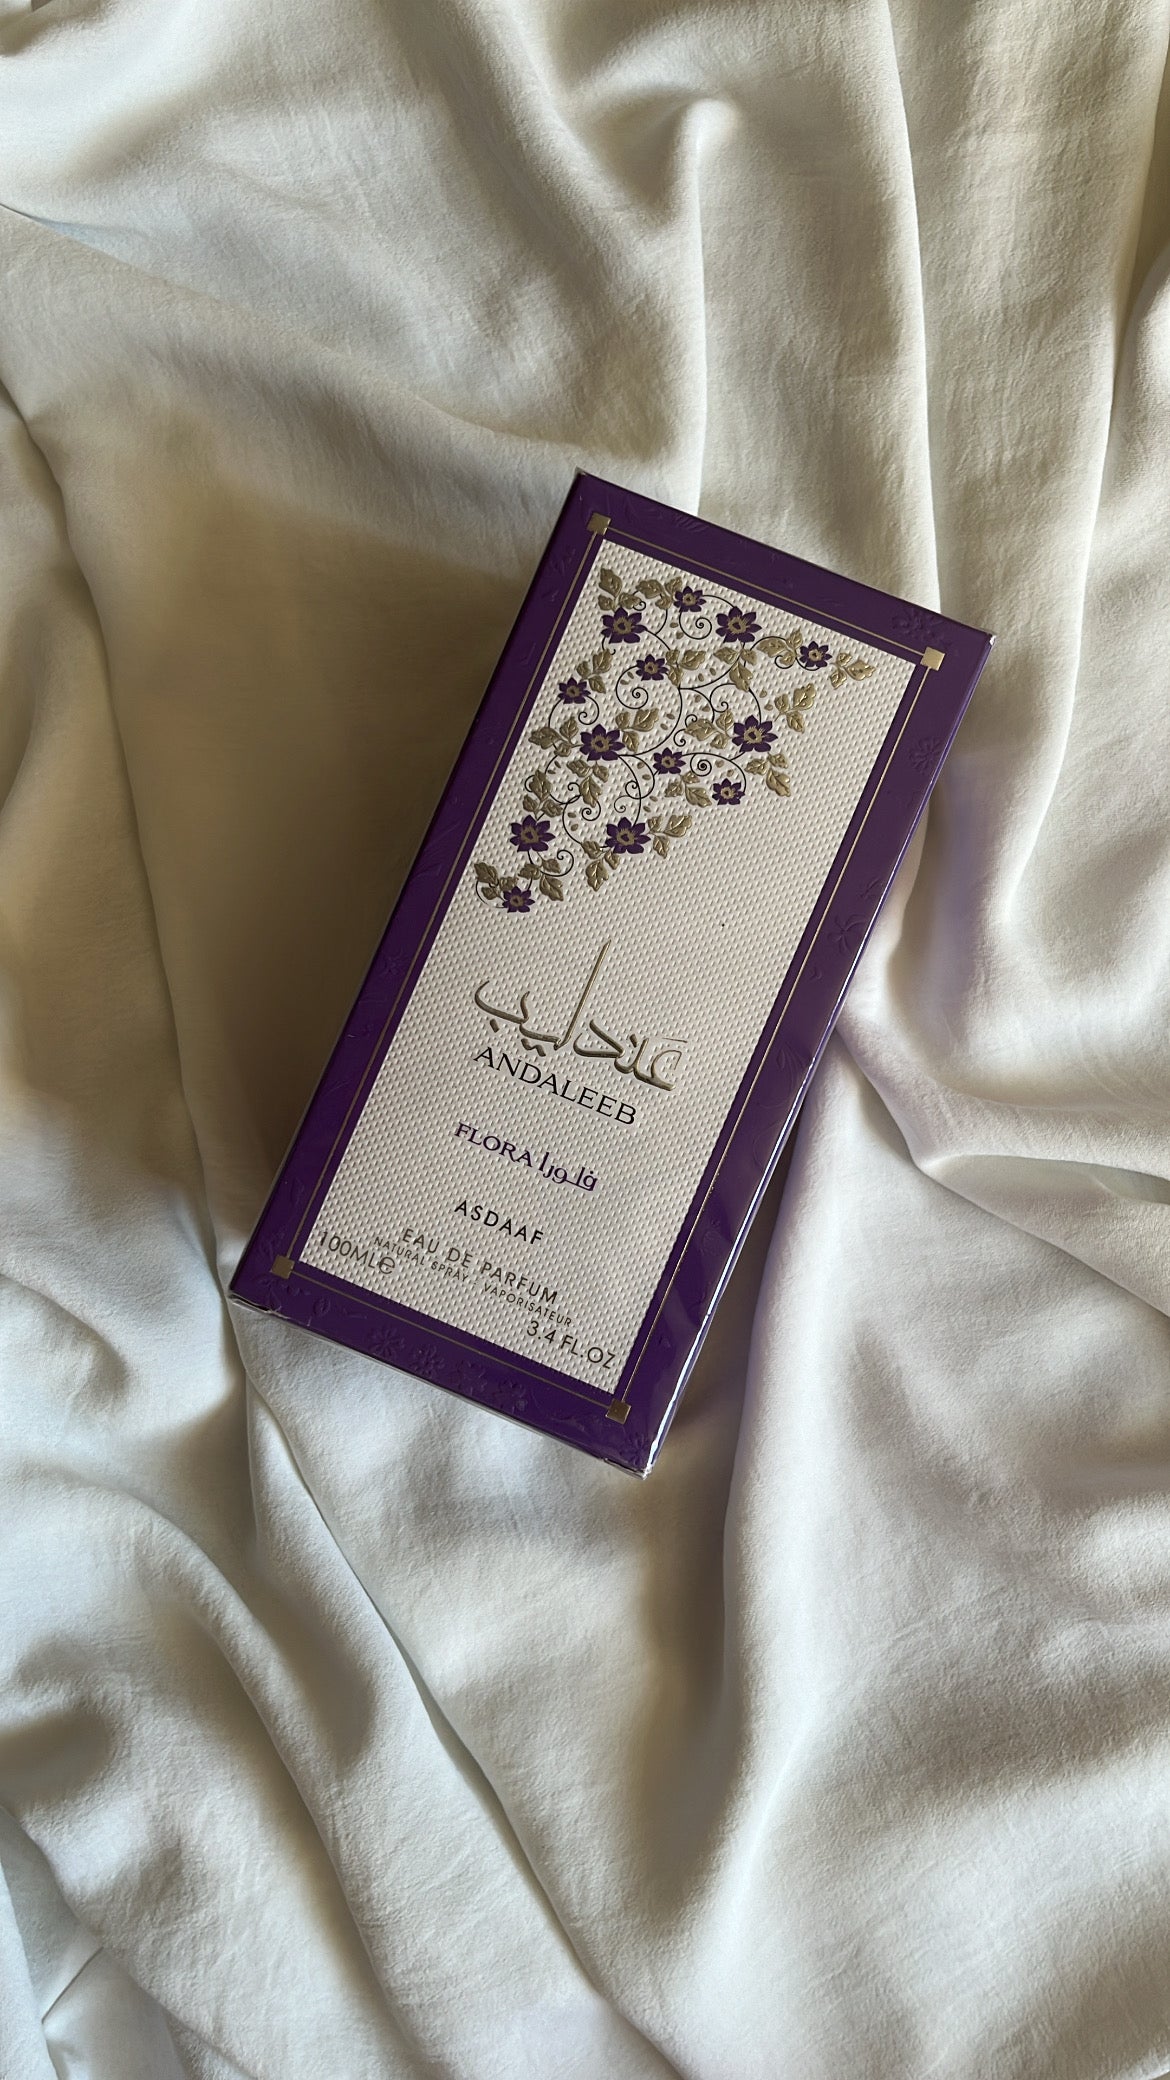 عندليب
ANDALEEB
FLORA فلورا
ASDAAF
EAU DE PARFUM
NATURAL SPRAY - VAPORISATEUR
100ML℮ 3.4 FL.OZ